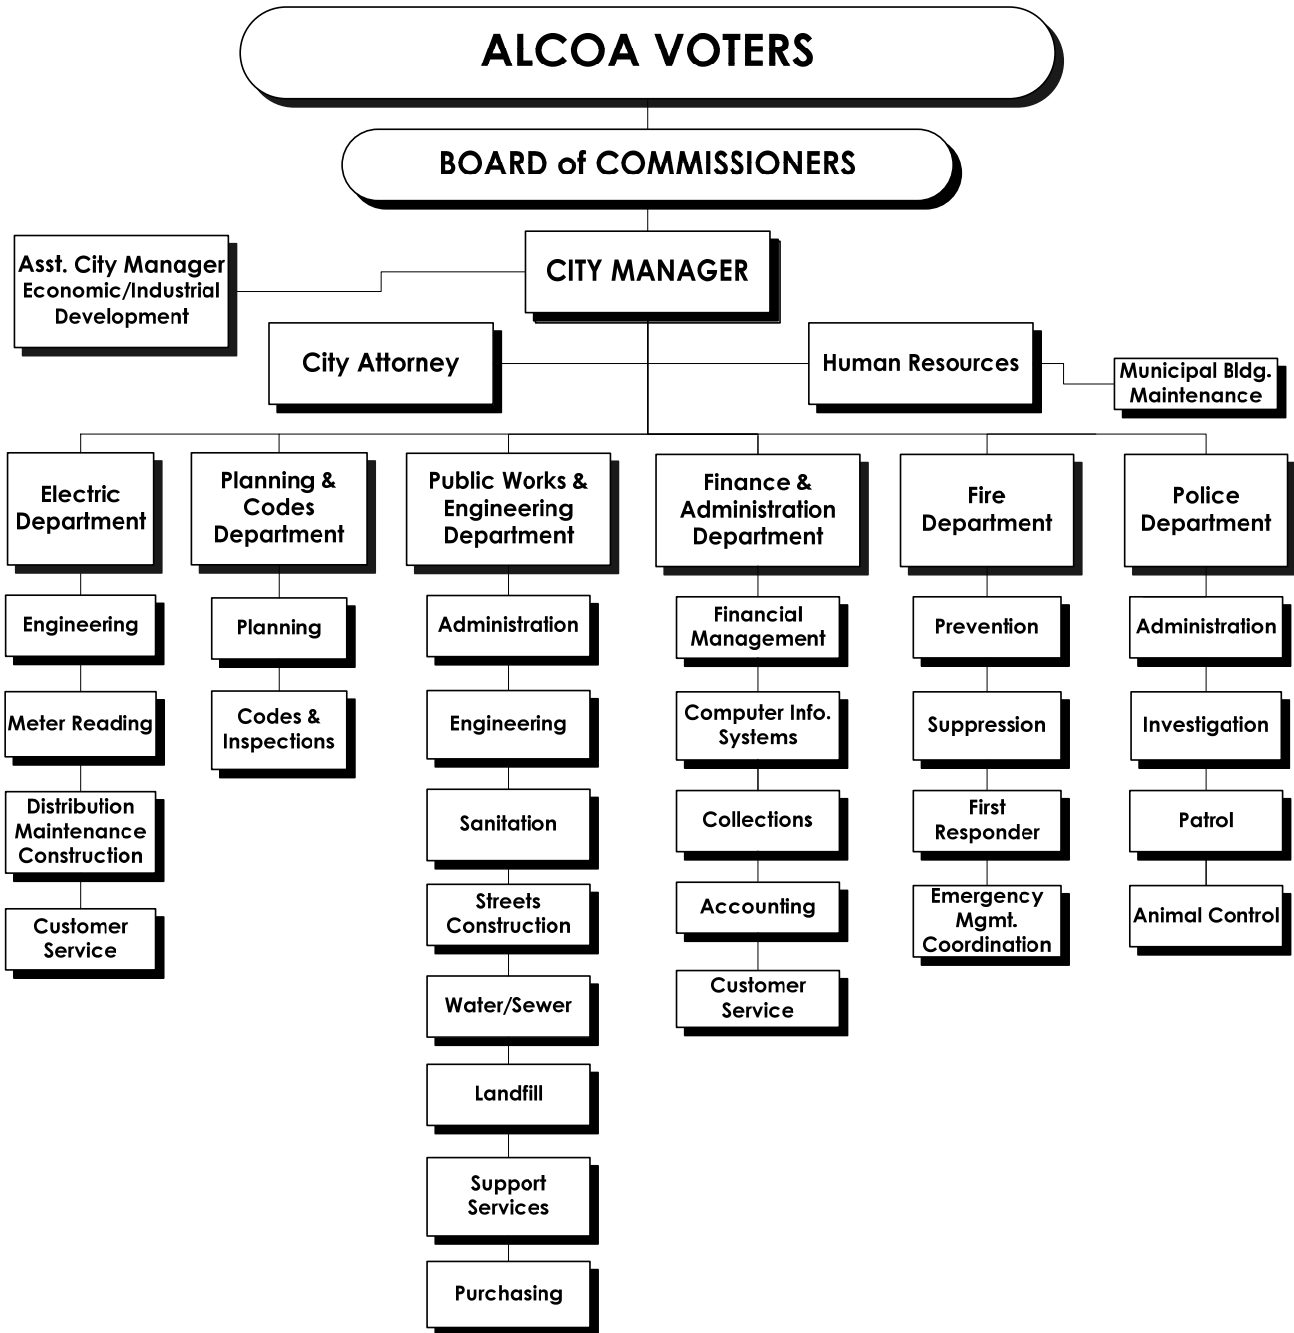 ALCOA VOTERS
BOARD of COMMISSIONERS
Asst. City Manager
Economic/Industrial
Development
CITY MANAGER
City Attorney
Human Resources
Municipal Bldg.
Maintenance
Electric
Department
Planning &
Codes
Department
Public Works &
Engineering
Department
Finance &
Administration
Department
Fire
Department
Police
Department
Engineering
Meter Reading
Distribution
Maintenance
Construction
Customer
Service
Planning
Codes &
Inspections
Administration
Engineering
Sanitation
Streets
Construction
Water/Sewer
Landfill
Support
Services
Purchasing
Financial
Management
Computer Info.
Systems
Collections
Accounting
Customer
Service
Prevention
Suppression
First
Responder
Emergency
Mgmt.
Coordination
Administration
Investigation
Patrol
Animal Control